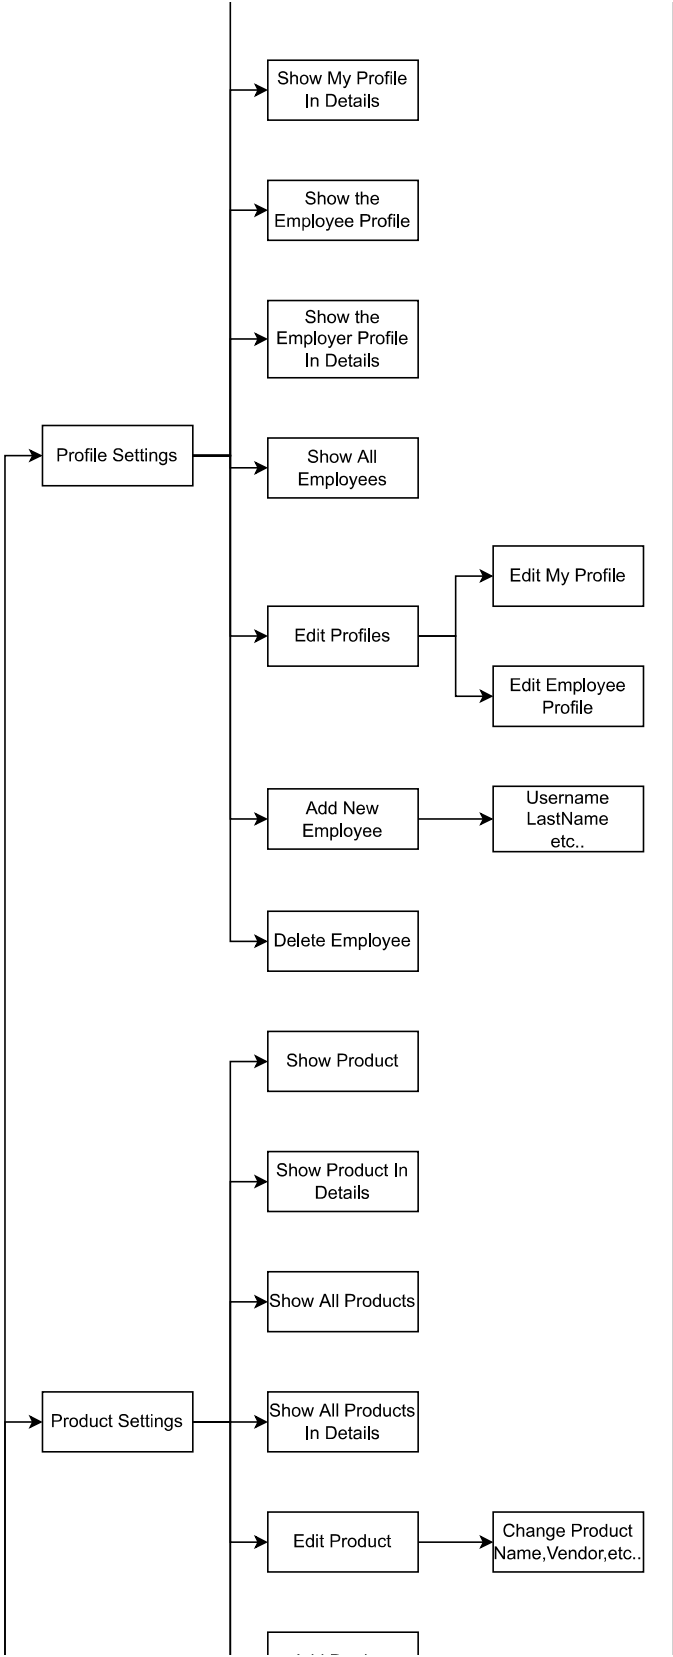 Show My Profile
In Details
Show the
Employee Profile
Show the
Employer Profile
In Details
Profile Settings
Show All
Employees
Edit My Profile
Edit Profiles
Edit Employee
Profile
Add New
Employee
Username
LastName
etc..
Delete Employee
Show Product
Show Product In
Details
Show All Products
Product Settings
Show All Products
In Details
Edit Product
Change Product
Name,Vendor,etc..